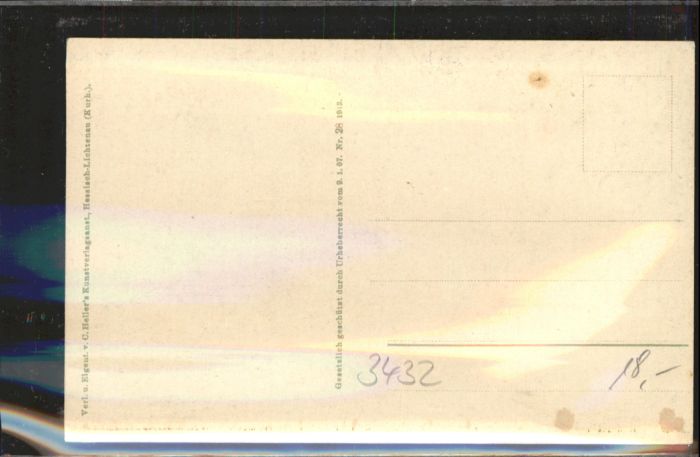 Verl. u. Eigent. v. C. Heller's Kunstverlagsanst., Hessisch-Lichtenau (Kurh.).
Gesetzlich geschützt durch Urheberrecht vom 9. 1. 07. Nr. 28 1912.
3432
18,-